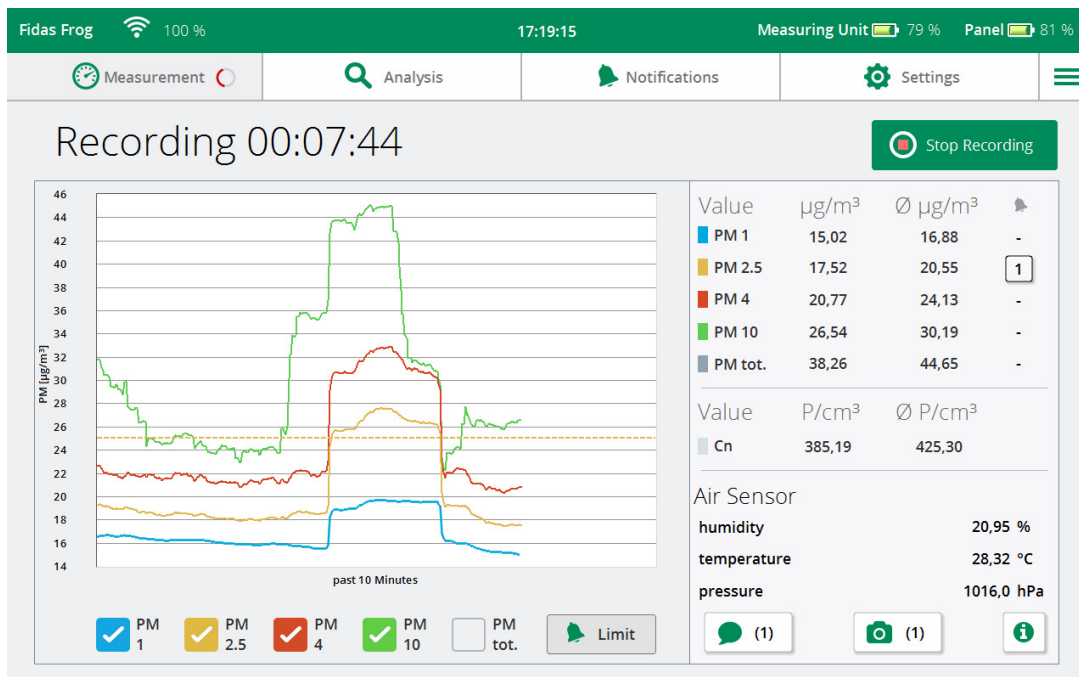 Fidas Frog 100 % 17:19:15 Measuring Unit 79 % Panel 81 %
Measurement Analysis Notifications Settings
Recording 00:07:44
Stop Recording
46
44
42
40
38
36
34
32
30
28
26
24
22
20
18
16
14
PM [µg/m³]
past 10 Minutes
PM 1
PM 2.5
PM 4
PM 10
PM tot.
Limit
Value µg/m³ Ø µg/m³
PM 1 15,02 16,88 -
PM 2.5 17,52 20,55 1
PM 4 20,77 24,13 -
PM 10 26,54 30,19 -
PM tot. 38,26 44,65 -
Value P/cm³ Ø P/cm³
Cn 385,19 425,30
Air Sensor
humidity 20,95 %
temperature 28,32 °C
pressure 1016,0 hPa
(1) (1)